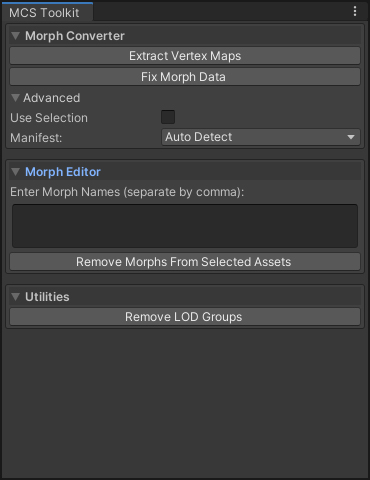 MCS Toolkit
Morph Converter
Extract Vertex Maps
Fix Morph Data
Advanced
Use Selection
Manifest: Auto Detect
Morph Editor
Enter Morph Names (separate by comma):
Remove Morphs From Selected Assets
Utilities
Remove LOD Groups